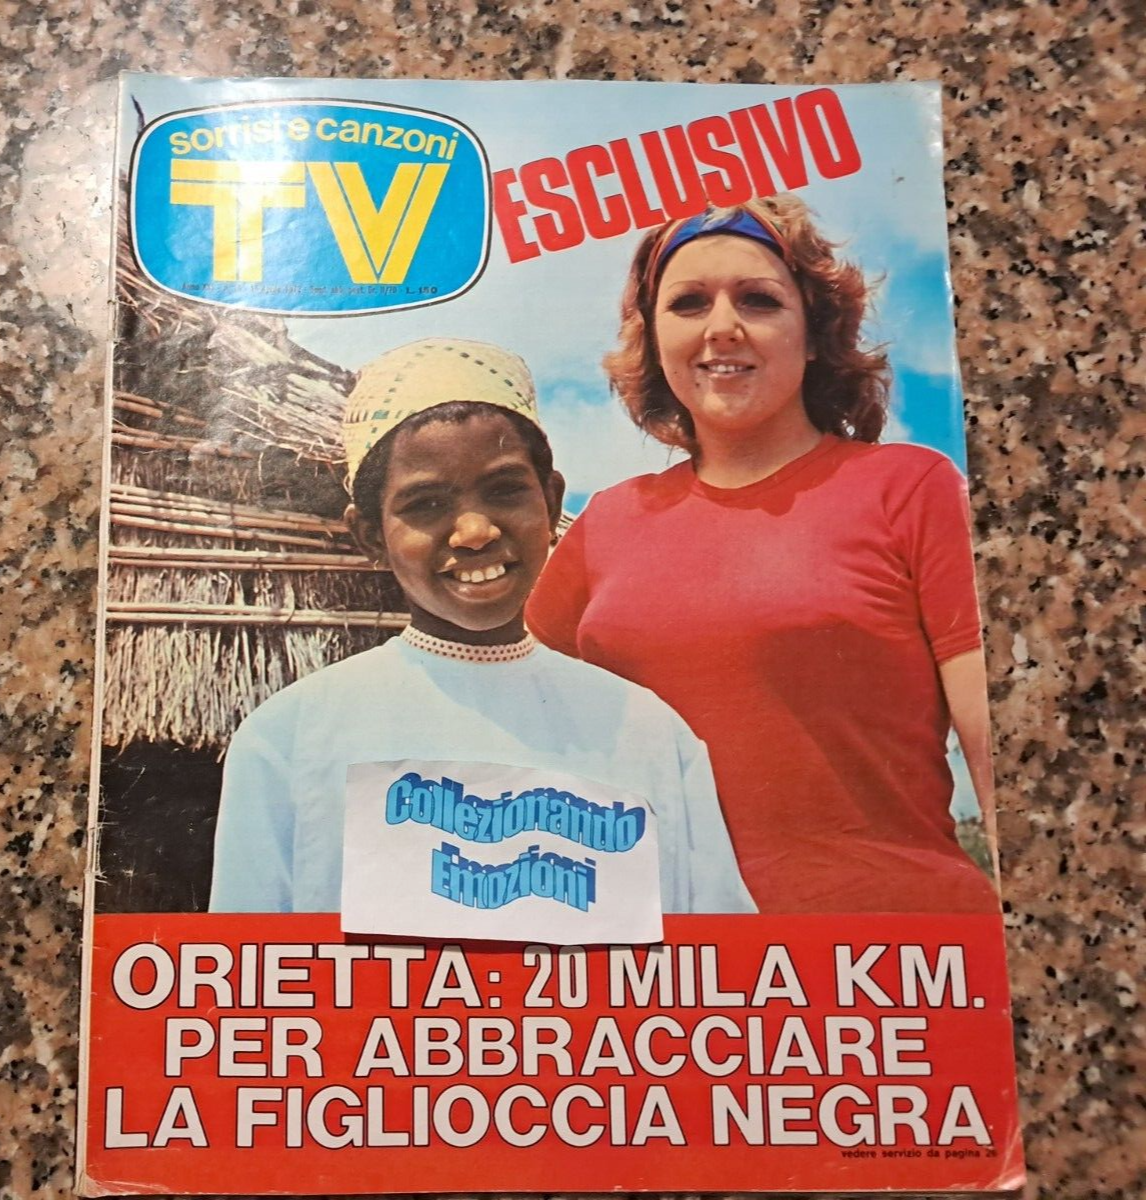 sorrisi e canzoni
TV
ESCLUSIVO
L. 150
Collezionando
Emozioni
ORIETTA: 20 MILA KM.
PER ABBRACCIARE
LA FIGLIOCCIA NEGRA
vedere servizio da pagina 26